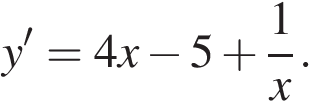 y′ = 4x − 5 + 1/x.